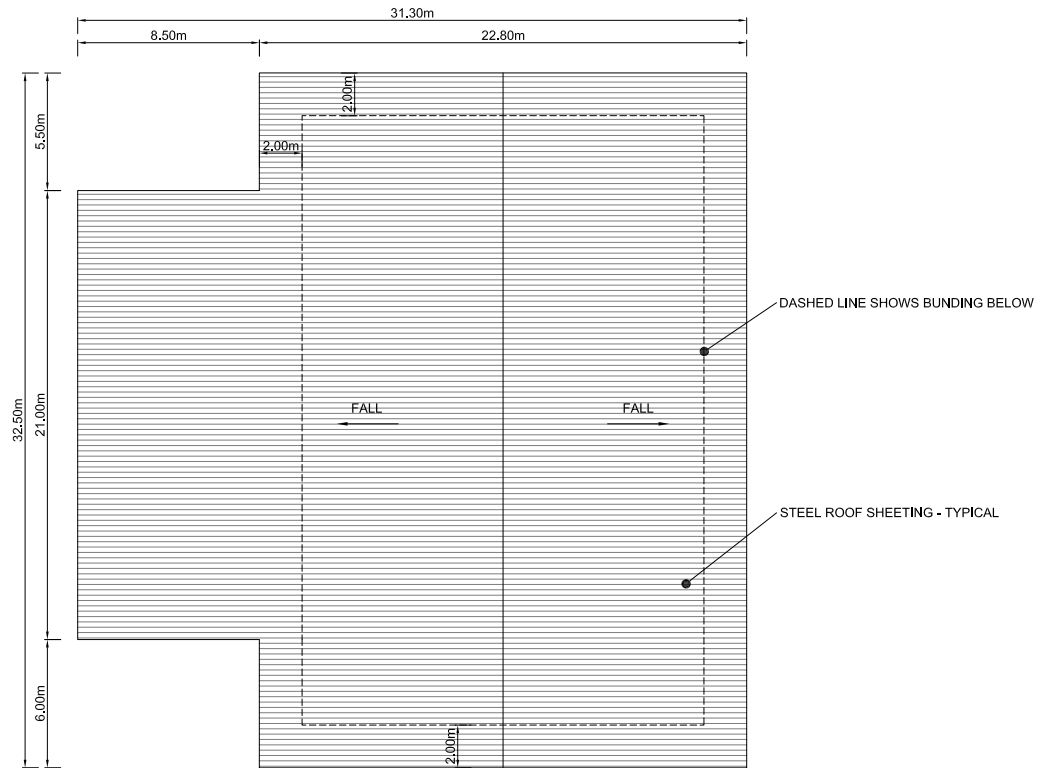 31.30m
8.50m
22.80m
2.00m
5.50m
2.00m
DASHED LINE SHOWS BUNDING BELOW
32.50m
21.00m
FALL
FALL
STEEL ROOF SHEETING - TYPICAL
6.00m
2.00m